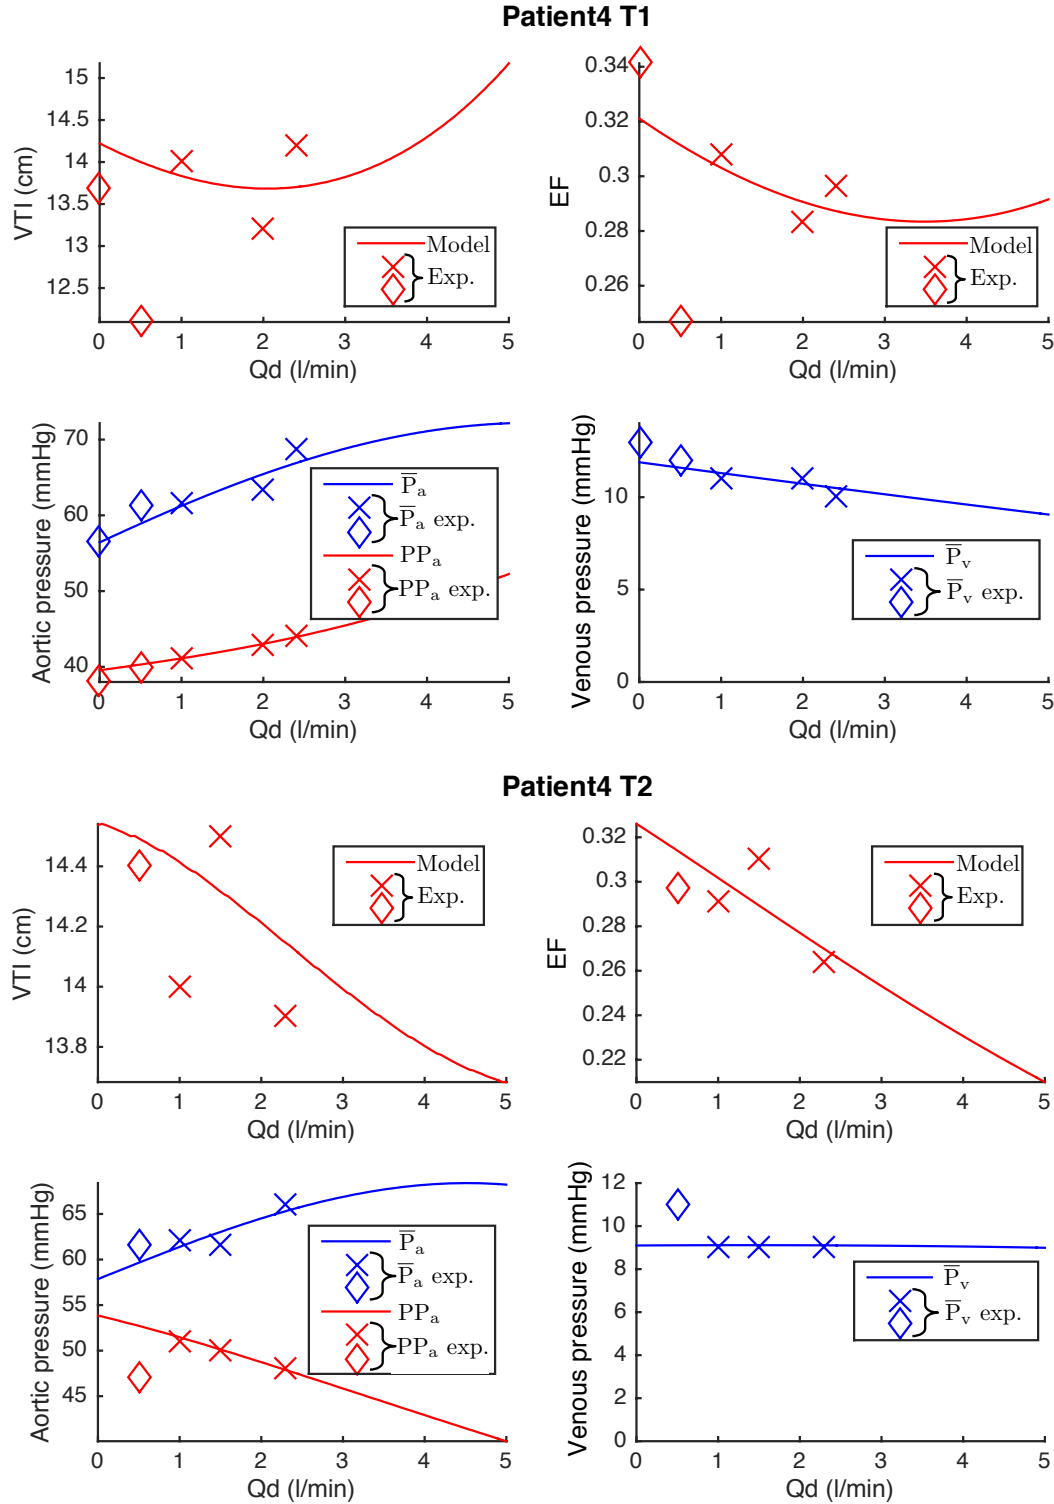 Patient4 T1
15
14.5
14
13.5
13
12.5
VTI (cm)
Model
Exp.
0 1 2 3 4 5
Qd (l/min)
0.34
0.32
0.3
0.28
0.26
EF
Model
Exp.
0 1 2 3 4 5
Qd (l/min)
70
60
50
40
Aortic pressure (mmHg)
P̅a
P̅a exp.
PPa
PPa exp.
0 1 2 3 4 5
Qd (l/min)
10
5
0
Venous pressure (mmHg)
P̅v
P̅v exp.
0 1 2 3 4 5
Qd (l/min)
Patient4 T2
14.4
14.2
14
13.8
VTI (cm)
Model
Exp.
0 1 2 3 4 5
Qd (l/min)
0.32
0.3
0.28
0.26
0.24
0.22
EF
Model
Exp.
0 1 2 3 4 5
Qd (l/min)
65
60
55
50
45
Aortic pressure (mmHg)
P̅a
P̅a exp.
PPa
PPa exp.
0 1 2 3 4 5
Qd (l/min)
12
10
8
6
4
2
0
Venous pressure (mmHg)
P̅v
P̅v exp.
0 1 2 3 4 5
Qd (l/min)